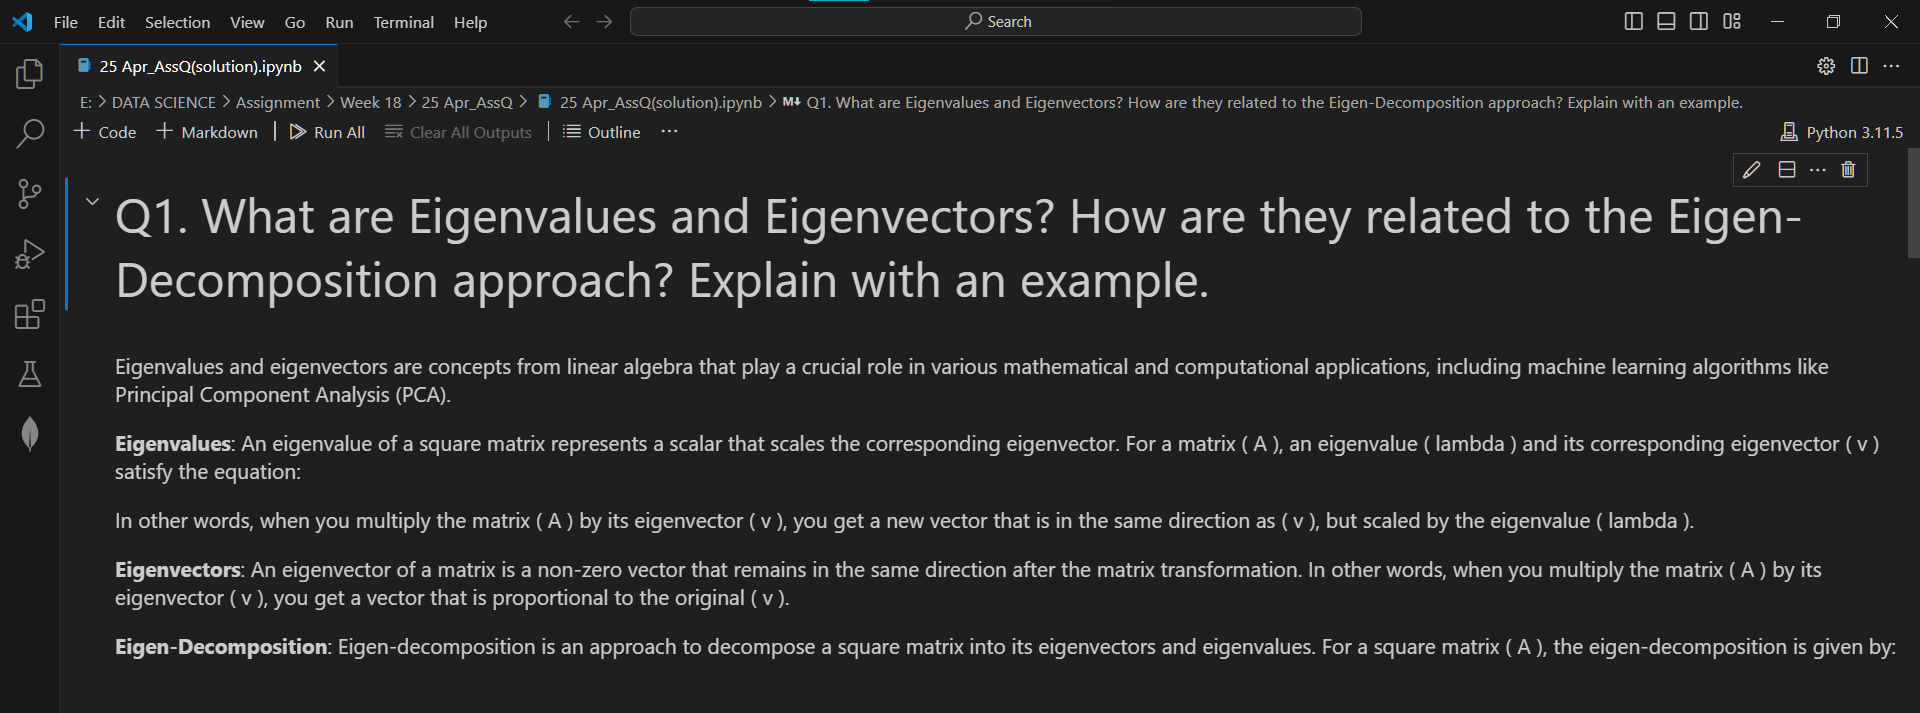 File Edit Selection View Go Run Terminal Help
Search
25 Apr_AssQ(solution).ipynb
E: > DATA SCIENCE > Assignment > Week 18 > 25 Apr_AssQ > 25 Apr_AssQ(solution).ipynb > M↓ Q1. What are Eigenvalues and Eigenvectors? How are they related to the Eigen-Decomposition approach? Explain with an example.
+ Code + Markdown | Run All Clear All Outputs | Outline ...
Python 3.11.5
Q1. What are Eigenvalues and Eigenvectors? How are they related to the Eigen-
Decomposition approach? Explain with an example.
Eigenvalues and eigenvectors are concepts from linear algebra that play a crucial role in various mathematical and computational applications, including machine learning algorithms like
Principal Component Analysis (PCA).
Eigenvalues: An eigenvalue of a square matrix represents a scalar that scales the corresponding eigenvector. For a matrix ( A ), an eigenvalue ( lambda ) and its corresponding eigenvector ( v )
satisfy the equation:
In other words, when you multiply the matrix ( A ) by its eigenvector ( v ), you get a new vector that is in the same direction as ( v ), but scaled by the eigenvalue ( lambda ).
Eigenvectors: An eigenvector of a matrix is a non-zero vector that remains in the same direction after the matrix transformation. In other words, when you multiply the matrix ( A ) by its
eigenvector ( v ), you get a vector that is proportional to the original ( v ).
Eigen-Decomposition: Eigen-decomposition is an approach to decompose a square matrix into its eigenvectors and eigenvalues. For a square matrix ( A ), the eigen-decomposition is given by: